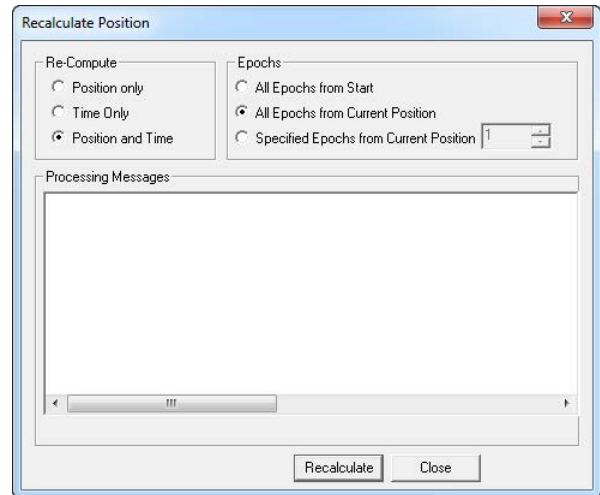 Recalculate Position
Re-Compute
Position only
Time Only
Position and Time
Epochs
All Epochs from Start
All Epochs from Current Position
Specified Epochs from Current Position 1
Processing Messages
Recalculate Close